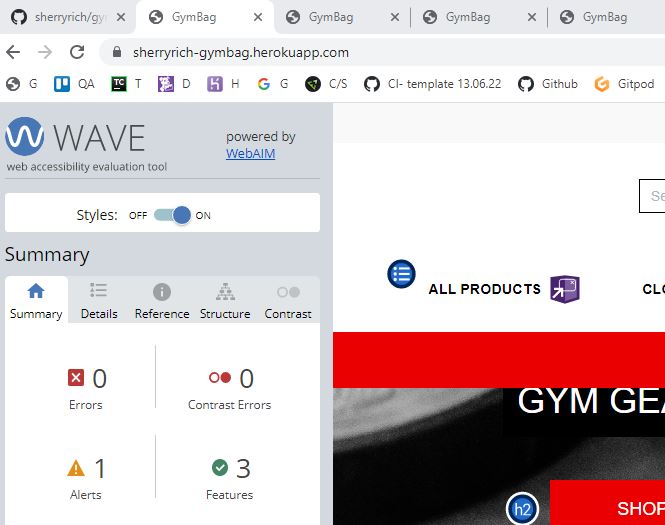 sherryrich/gy
GymBag
GymBag
GymBag
GymBag
sherryrich-gymbag.herokuapp.com
G
QA
TC
T
D
H
G
G
C/S
CI- template 13.06.22
Github
Gitpod
WAVE
web accessibility evaluation tool
powered by
WebAIM
Styles: OFF ON
Summary
Summary
Details
Reference
Structure
Contrast
0
Errors
0
Contrast Errors
1
Alerts
3
Features
Se
ALL PRODUCTS
CLO
GYM GEA
h2
SHOP